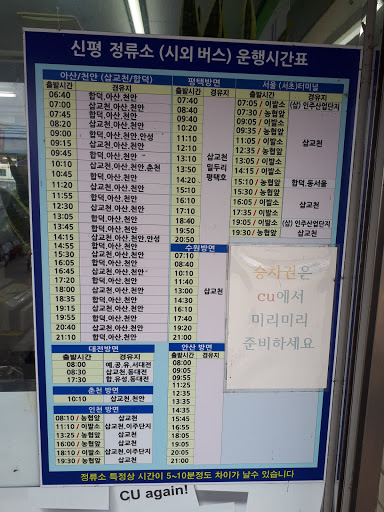 신평 정류소 (시외 버스) 운행시간표
아산/천안 (삽교천/합덕)
출발시간 경유지
06:40 합덕,아산,천안
07:00 삽교천,아산,천안
07:45 합덕,아산,천안
08:20 삽교천,아산,천안
09:00 합덕,아산,천안,안성
09:15 삽교천,아산,천안
09:45 합덕,아산,천안
삽교천,아산,천안,춘천
10:45 합덕,아산,천안
11:20 삽교천,아산,천안
11:55 합덕,아산,천안
12:50 삽교천,아산,천안
13:05 합덕,아산,천안
13:45 삽교천,아산,천안
14:15 삽교천,아산,천안,안성
14:55 합덕,아산,천안
15:30 삽교천,아산,천안
16:05 합덕,아산,천안
16:45 삽교천,아산,천안
17:20 합덕,아산,천안
18:00 삽교천,아산,천안
18:35 합덕,아산,천안
19:15 삽교천,아산,천안
19:55 합덕,아산,천안
20:40 삽교천,아산,천안
21:10 합덕,아산,천안
대전방면
출발시간 경유지
08:00 예,공,유,서대전
08:30 삽교천,동대전
17:30 합,유성,동대전
춘천 방면
10:10 삽교천,천안
인천 방면
08:10 / 농협앞 삽교천
11:10 / 이발소 삽교천,이주단지
13:25 / 농협앞 삽교천
16:00 / 농협앞 삽교천
18:10 / 이발소 삽교천,이주단지
19:30 / 농협앞 삽교천
평택방면
출발시간 경유지
07:40
08:40
09:20
10:20
11:10
12:10
13:10 삽교천
13:50 밀두리
14:20 평택호
15:10
16:10
17:10
18:40
19:50
20:50
수원방면
07:10
08:40
10:10
11:40
13:00 삽교천
14:30
16:10
17:40
19:20
21:00
안산 방면
08:00
09:05
09:55
11:25
12:35
13:35
14:35
15:35
16:45
18:05
18:50
20:00
21:00
서울 (서초)터미널
출발시간 경유지
07:05 / 이발소 (삽) 인주산업단지
07:30 / 농협앞
09:05 / 이발소
09:35 / 농협앞
11:05 / 이발소 삽교천
12:35 / 농협앞
13:05 / 이발소
14:15 / 이발소
15:10 / 농협앞 합덕,동서울
15:30 / 농협앞
16:05 / 이발소 삽교천
17:35 / 이발소
19:05 / 이발소 (삽) 인주산업단지
19:30 / 농협앞 삽교천
승차권은
cu에서
미리미리
준비하세요
정류소 특정상 시간이 5~10분정도 차이가 날수 있습니다
CU again!